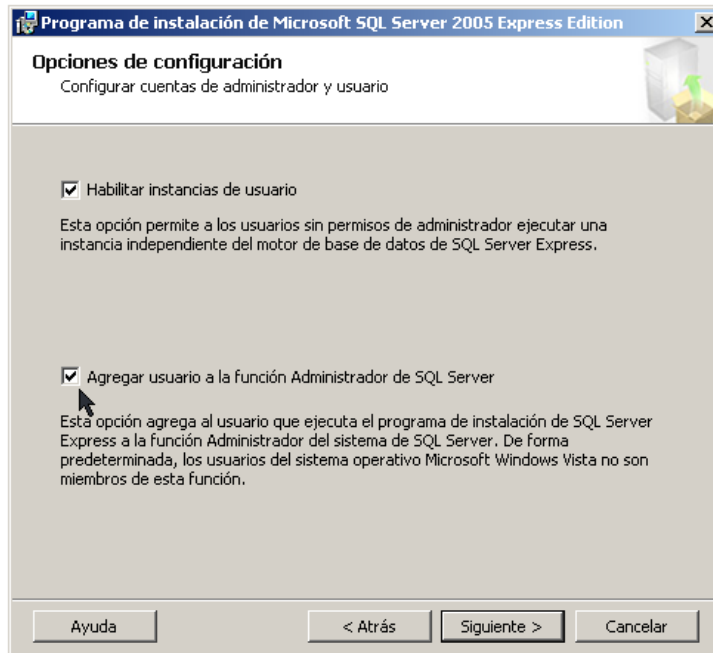 Programa de instalación de Microsoft SQL Server 2005 Express Edition
Opciones de configuración
Configurar cuentas de administrador y usuario
Habilitar instancias de usuario
Esta opción permite a los usuarios sin permisos de administrador ejecutar una
instancia independiente del motor de base de datos de SQL Server Express.
Agregar usuario a la función Administrador de SQL Server
Esta opción agrega al usuario que ejecuta el programa de instalación de SQL Server
Express a la función Administrador del sistema de SQL Server. De forma
predeterminada, los usuarios del sistema operativo Microsoft Windows Vista no son
miembros de esta función.
Ayuda
< Atrás
Siguiente >
Cancelar